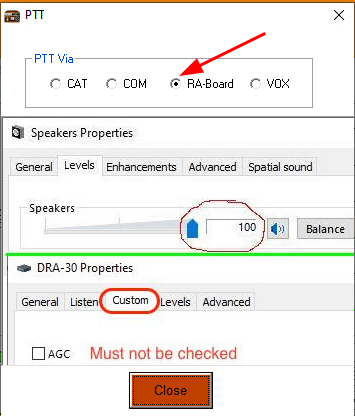 PTT
PTT Via
CAT COM RA-Board VOX
Speakers Properties
General Levels Enhancements Advanced Spatial sound
Speakers
100 Balance
DRA-30 Properties
General Listen Custom Levels Advanced
AGC Must not be checked
Close